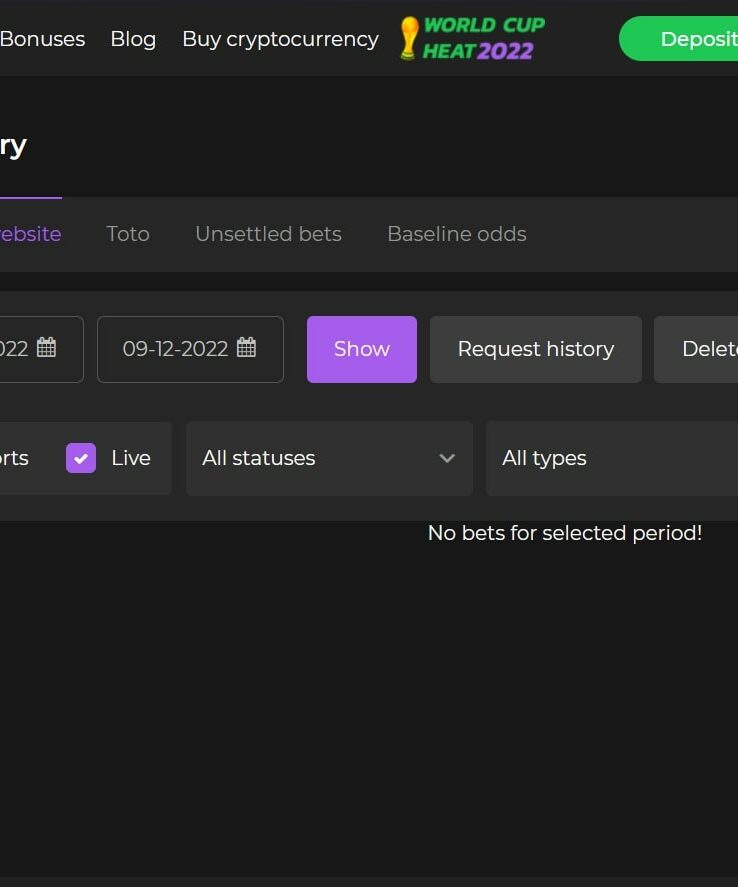 Bonuses Blog Buy cryptocurrency WORLD CUP HEAT 2022 Deposit
ry
ebsite Toto Unsettled bets Baseline odds
022 09-12-2022 Show Request history Delet
rts Live All statuses All types
No bets for selected period!